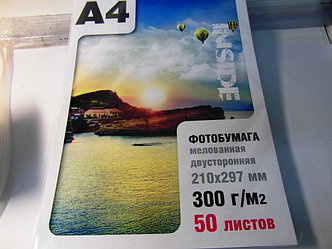 A4
INSIDE
ФОТОБУМАГА
мелованная
двусторонняя
210x297 мм
300 г/м2
50 листов